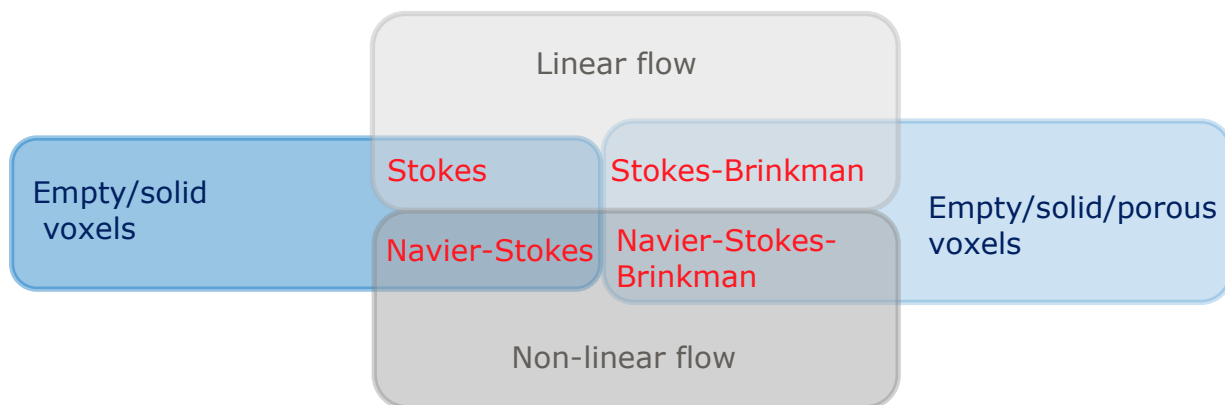 Linear flow
Stokes
Stokes-Brinkman
Empty/solid
voxels
Empty/solid/porous
voxels
Navier-Stokes
Navier-Stokes-
Brinkman
Non-linear flow